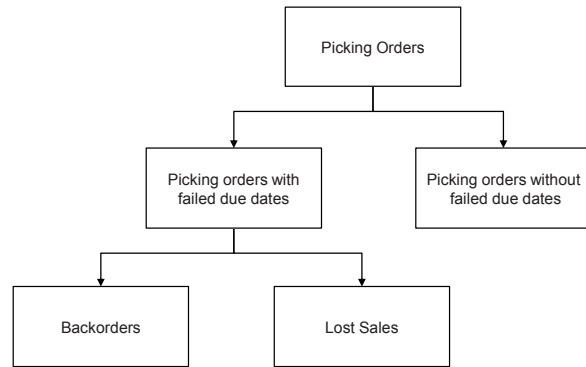 Picking Orders
Picking orders with
failed due dates
Picking orders without
failed due dates
Backorders
Lost Sales